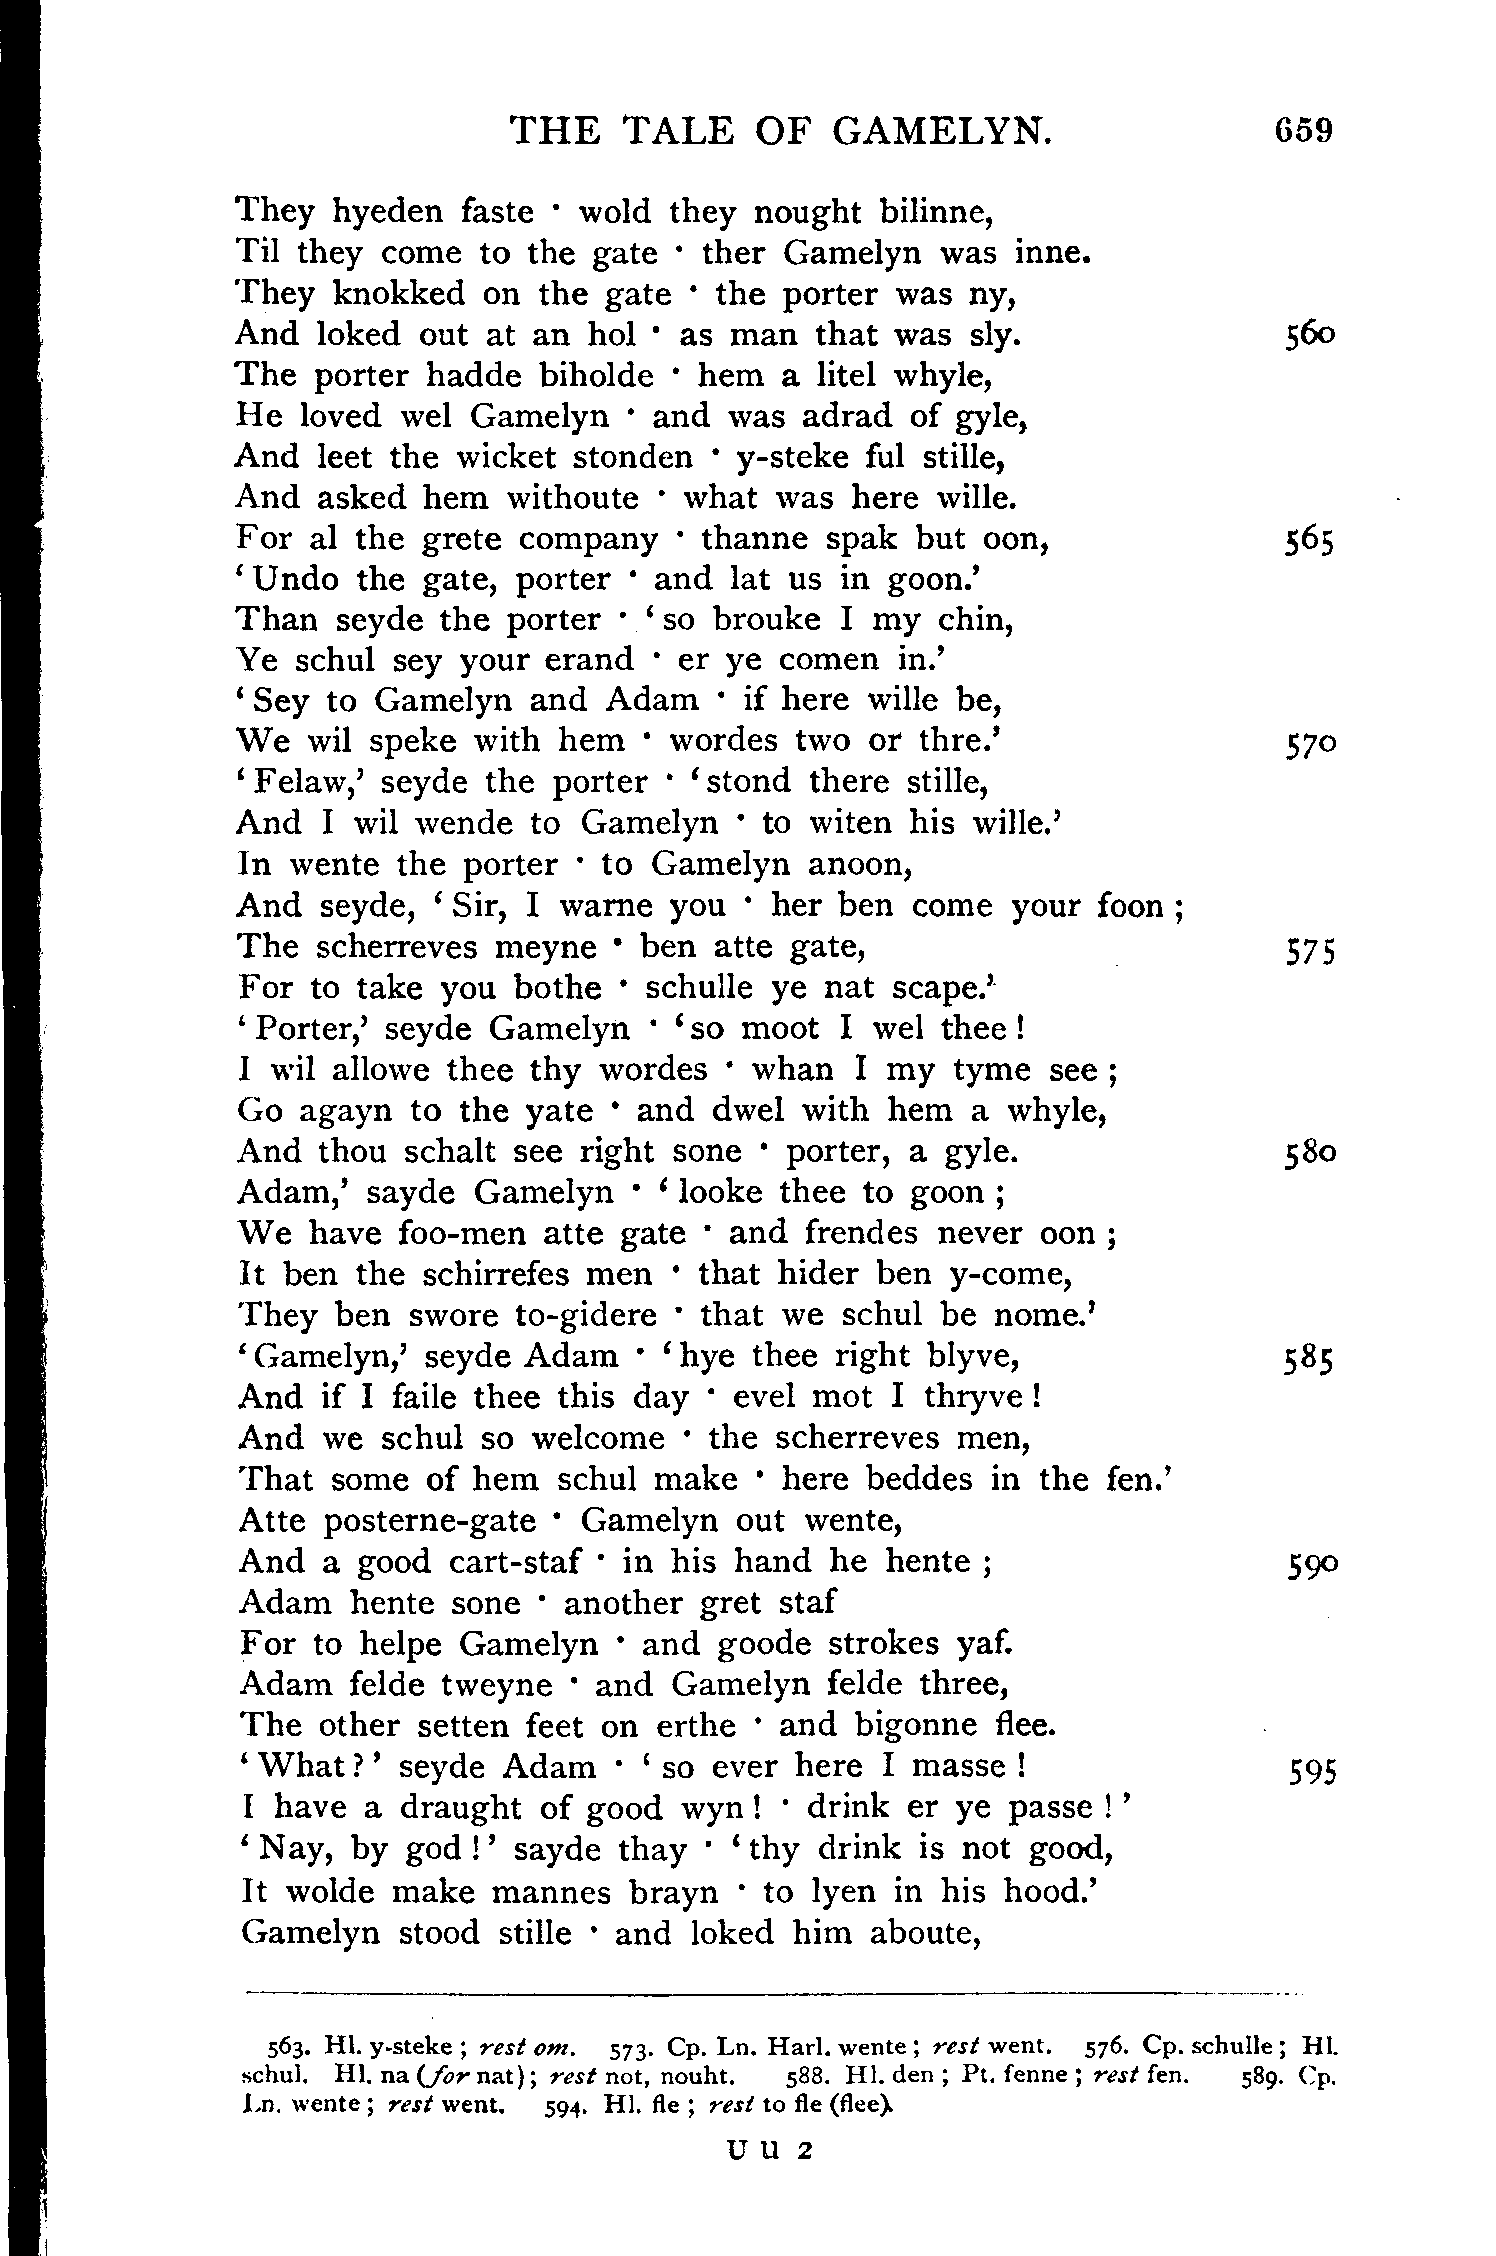 THE TALE OF GAMELYN. 659
They hyeden faste · wold they nought bilinne,
Til they come to the gate · ther Gamelyn was inne.
They knokked on the gate · the porter was ny,
And loked out at an hol · as man that was sly. 560
The porter hadde biholde · hem a litel whyle,
He loved wel Gamelyn · and was adrad of gyle,
And leet the wicket stonden · y-steke ful stille,
And asked hem withoute · what was here wille.
For al the grete company · thanne spak but oon, 565
‘Undo the gate, porter · and lat us in goon.’
Than seyde the porter · ‘so brouke I my chin,
Ye schul sey your erand · er ye comen in.’
‘Sey to Gamelyn and Adam · if here wille be,
We wil speke with hem · wordes two or thre.’ 570
‘Felaw,’ seyde the porter · ‘stond there stille,
And I wil wende to Gamelyn · to witen his wille.’
In wente the porter · to Gamelyn anoon,
And seyde, ‘Sir, I warne you · her ben come your foon;
The scherreves meyne · ben atte gate, 575
For to take you bothe · schulle ye nat scape.’
‘Porter,’ seyde Gamelyn · ‘so moot I wel thee!
I wil allowe thee thy wordes · whan I my tyme see;
Go agayn to the yate · and dwel with hem a whyle,
And thou schalt see right sone · porter, a gyle. 580
Adam,’ sayde Gamelyn · ‘looke thee to goon;
We have foo-men atte gate · and frendes never oon;
It ben the schirrefes men · that hider ben y-come,
They ben swore to-gidere · that we schul be nome.’
‘Gamelyn,’ seyde Adam · ‘hye thee right blyve, 585
And if I faile thee this day · evel mot I thryve!
And we schul so welcome · the scherreves men,
That some of hem schul make · here beddes in the fen.’
Atte posterne-gate · Gamelyn out wente,
And a good cart-staf · in his hand he hente; 590
Adam hente sone · another gret staf
For to helpe Gamelyn · and goode strokes yaf.
Adam felde tweyne · and Gamelyn felde three,
The other setten feet on erthe · and bigonne flee.
‘What?’ seyde Adam · ‘so ever here I masse! 595
I have a draught of good wyn! · drink er ye passe!’
‘Nay, by god!’ sayde thay · ‘thy drink is not good,
It wolde make mannes brayn · to lyen in his hood.’
Gamelyn stood stille · and loked him aboute,
563. Hl. y-steke; rest om. 573. Cp. Ln. Harl. wente; rest went. 576. Cp. schulle; Hl.
schul. Hl. na (for nat); rest not, nouht. 588. Hl. den; Pt. fenne; rest fen. 589. Cp.
Ln. wente; rest went. 594. Hl. fle; rest to fle (flee).
U u 2